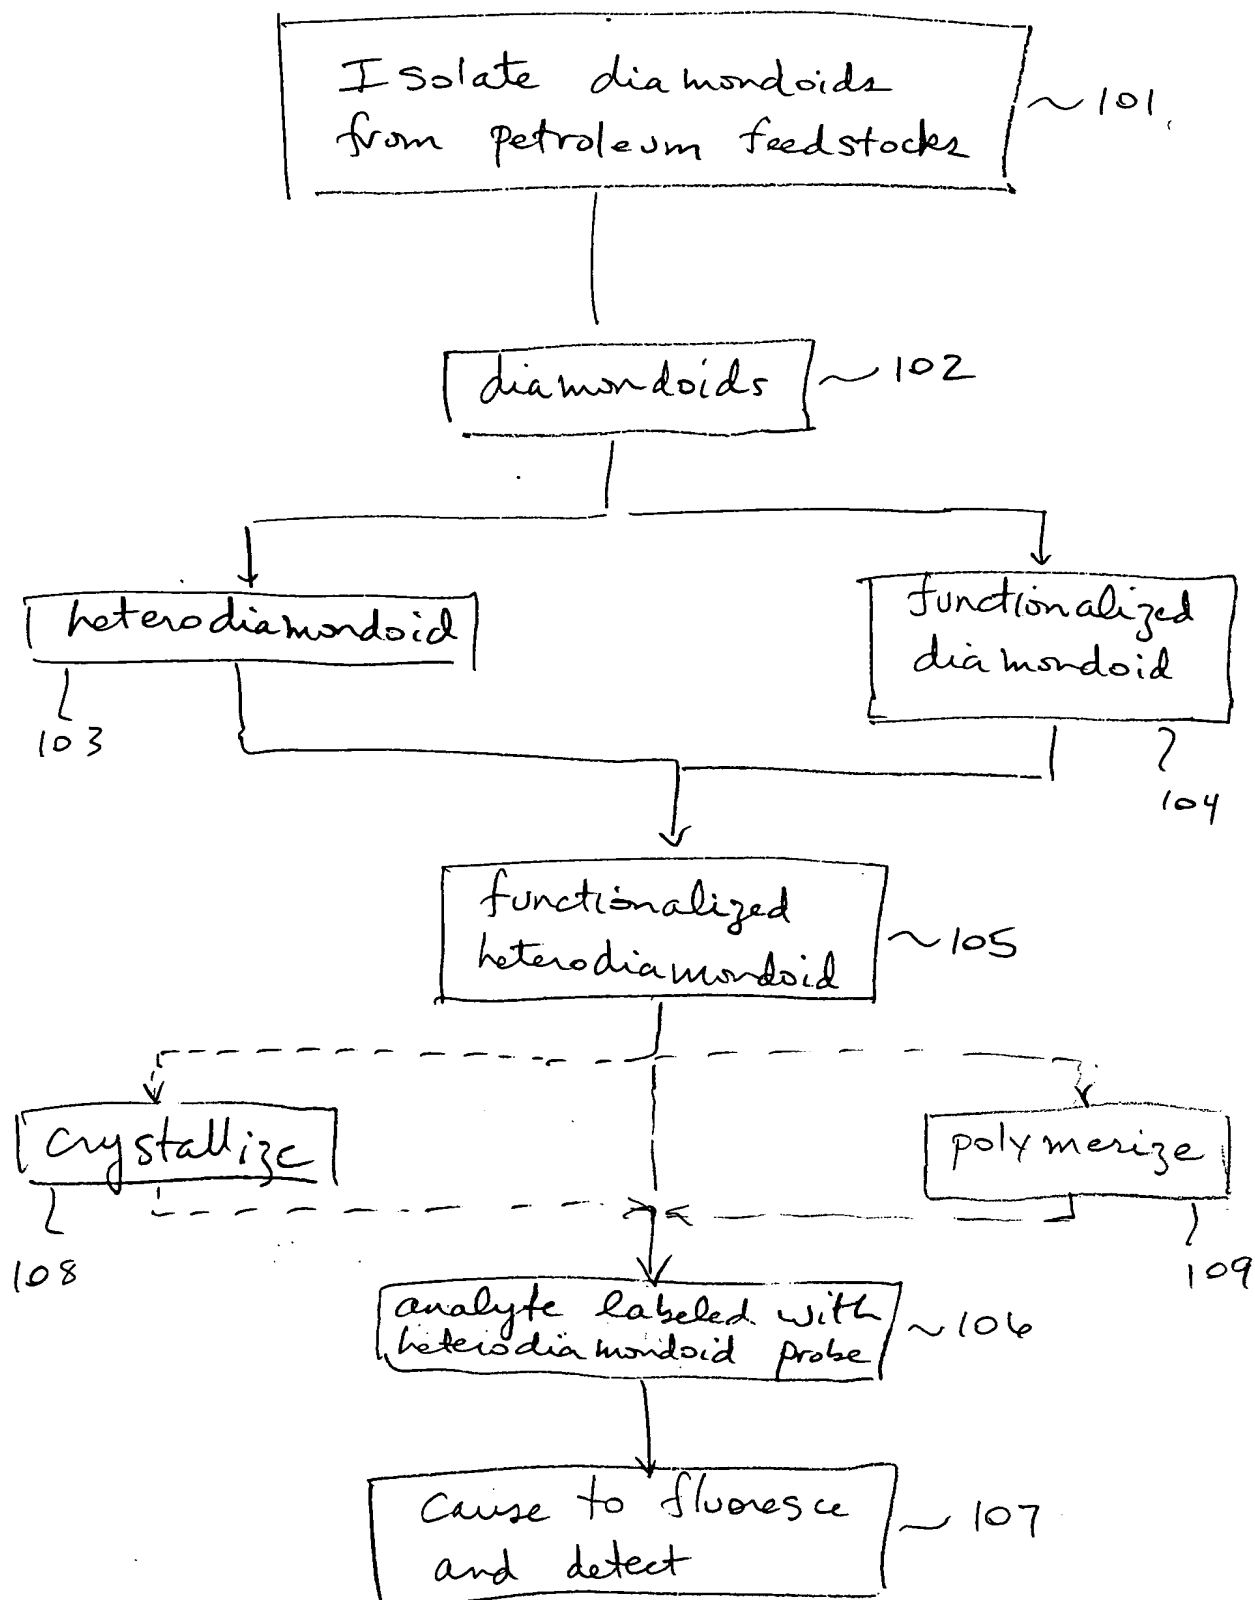 Isolate diamondoids
from petroleum feedstocks
101
diamondoids
102
heterodiamondoid
103
functionalized
diamondoid
104
functionalized
heterodiamondoid
105
crystallize
108
polymerize
109
analyte labeled with
heterodiamondoid probe
106
cause to fluoresce
and detect
107